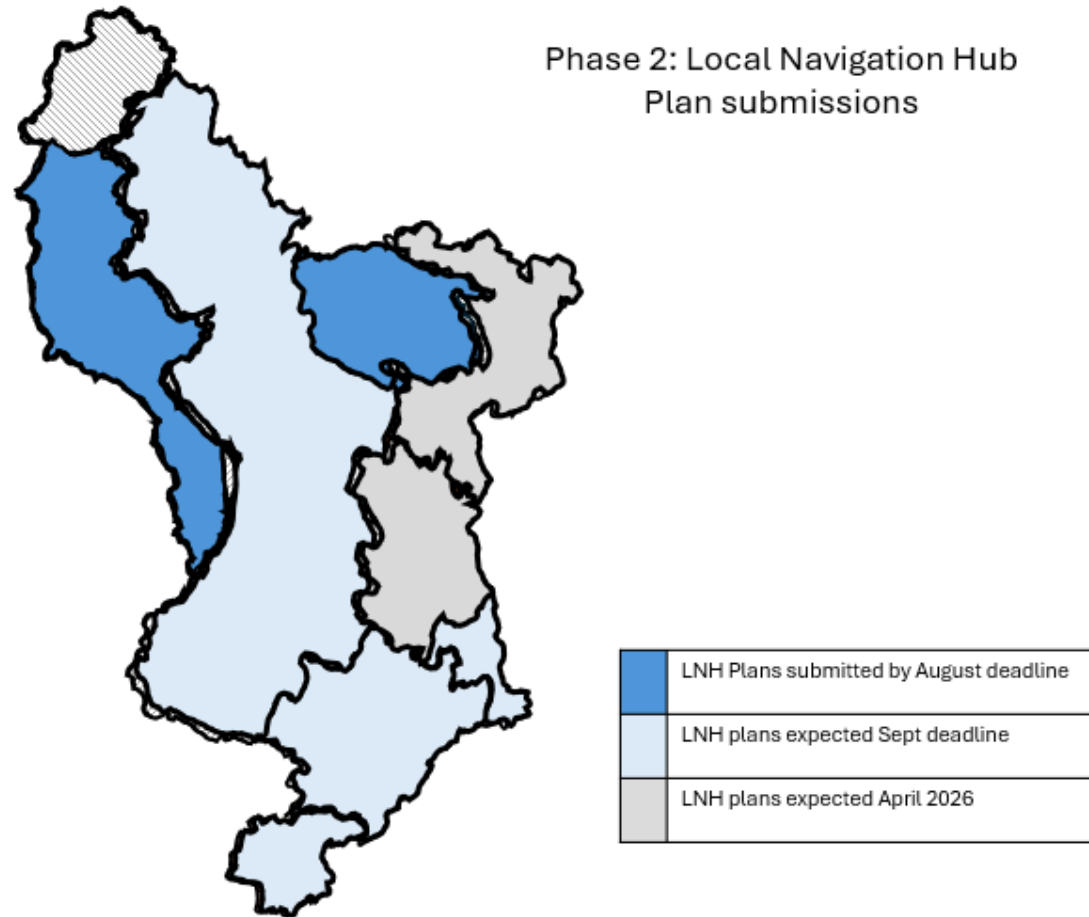 Phase 2: Local Navigation Hub
Plan submissions
LNH Plans submitted by August deadline
LNH plans expected Sept deadline
LNH plans expected April 2026